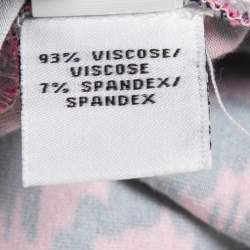 93% VISCOSE/
VISCOSE
7% SPANDEX/
SPANDEX